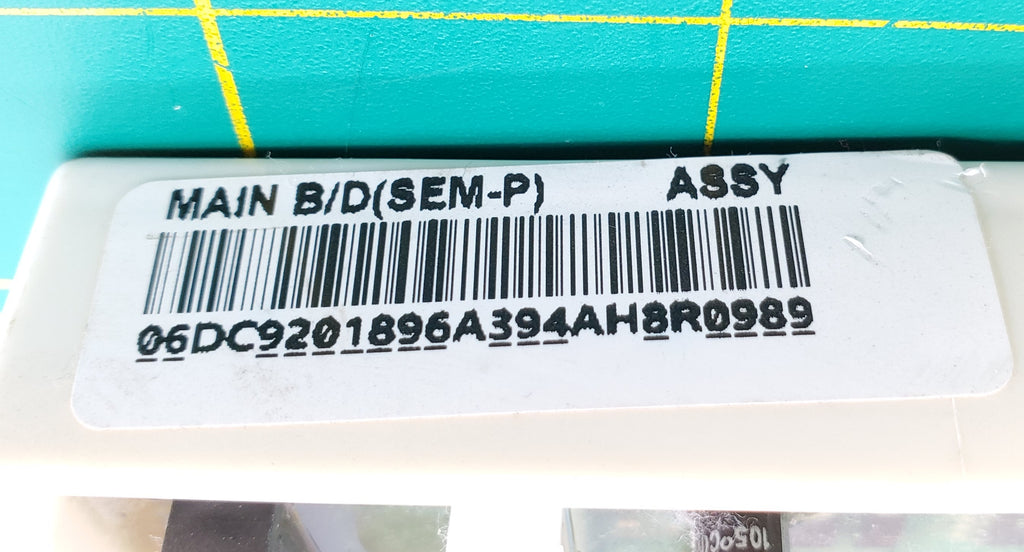 MAIN B/D(SEM-P) ASSY
06DC9201896A394AH8R0989